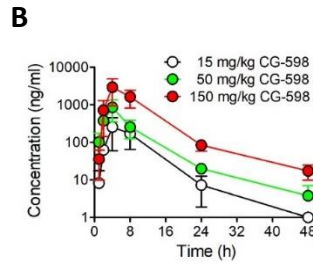 B
15 mg/kg CG-598
50 mg/kg CG-598
150 mg/kg CG-598
Concentration (ng/ml)
10000
1000
100
10
1
0 8 16 24 32 40 48
Time (h)